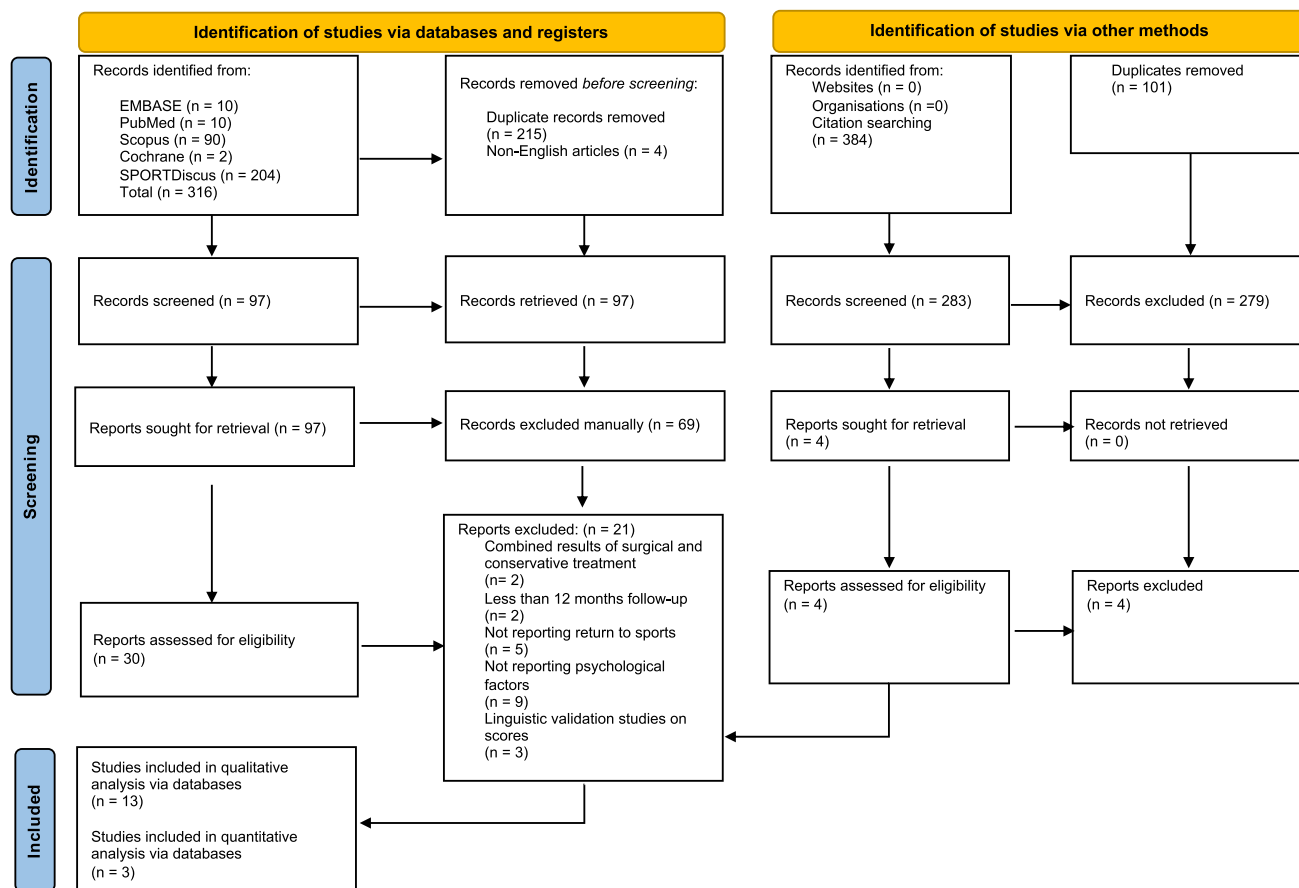 Identification of studies via databases and registers
Identification of studies via other methods
Identification
Records identified from:
EMBASE (n = 10)
PubMed (n = 10)
Scopus (n = 90)
Cochrane (n = 2)
SPORTDiscus (n = 204)
Total (n = 316)
Records removed before screening:
Duplicate records removed
(n = 215)
Non-English articles (n = 4)
Records identified from:
Websites (n = 0)
Organisations (n =0)
Citation searching
(n = 384)
Duplicates removed
(n = 101)
Screening
Records screened (n = 97)
Records retrieved (n = 97)
Records screened (n = 283)
Records excluded (n = 279)
Reports sought for retrieval (n = 97)
Records excluded manually (n = 69)
Reports sought for retrieval
(n = 4)
Records not retrieved
(n = 0)
Reports assessed for eligibility
(n = 30)
Reports excluded: (n = 21)
Combined results of surgical and
conservative treatment
(n= 2)
Less than 12 months follow-up
(n= 2)
Not reporting return to sports
(n = 5)
Not reporting psychological
factors
(n = 9)
Linguistic validation studies on
scores
(n = 3)
Reports assessed for eligibility
(n = 4)
Reports excluded
(n = 4)
Included
Studies included in qualitative
analysis via databases
(n = 13)
Studies included in quantitative
analysis via databases
(n = 3)